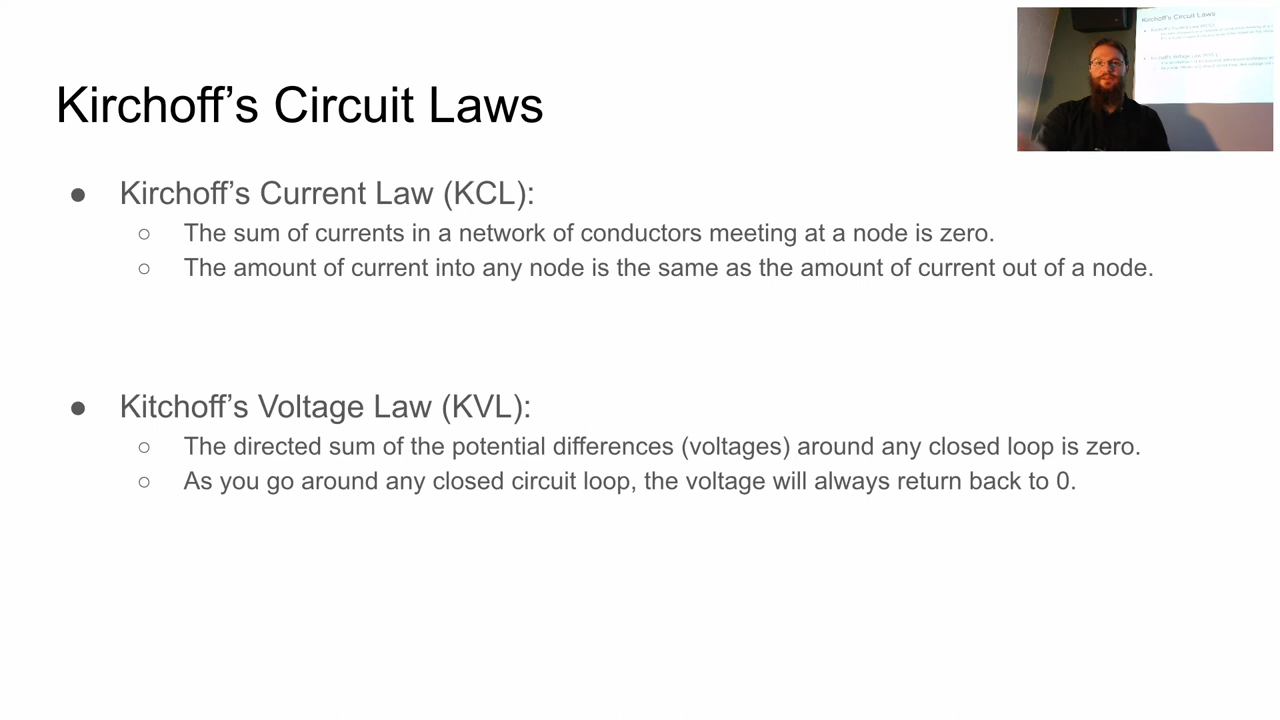 Kirchoff’s Circuit Laws
● Kirchoff’s Current Law (KCL):
○ The sum of currents in a network of conductors meeting at a node is zero.
○ The amount of current into any node is the same as the amount of current out of a node.
● Kitchoff’s Voltage Law (KVL):
○ The directed sum of the potential differences (voltages) around any closed loop is zero.
○ As you go around any closed circuit loop, the voltage will always return back to 0.
Kirchoff's Circuit Laws